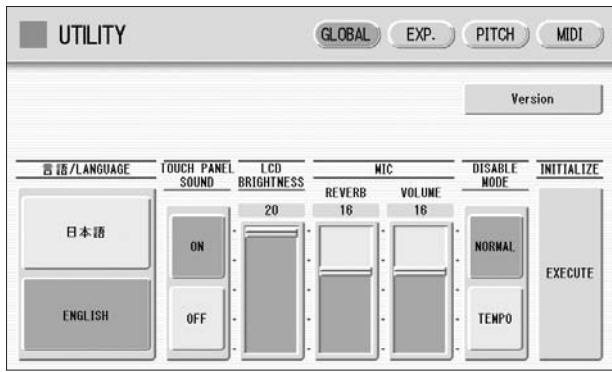 UTILITY
GLOBAL
EXP.
PITCH
MIDI
Version
言語/LANGUAGE
日本語
ENGLISH
TOUCH PANEL
SOUND
ON
OFF
LCD
BRIGHTNESS
20
MIC
REVERB
16
VOLUME
16
DISABLE
MODE
NORMAL
TEMPO
INITIALIZE
EXECUTE